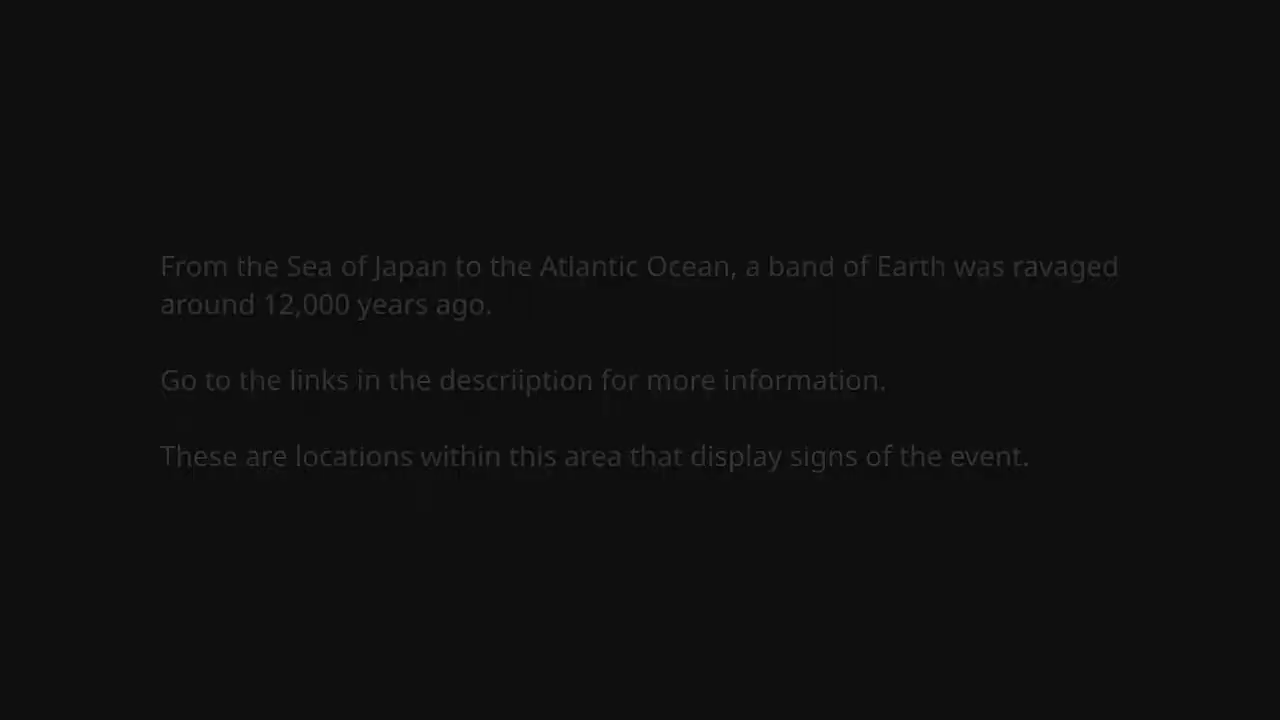 From the Sea of Japan to the Atlantic Ocean, a band of Earth was ravaged
around 12,000 years ago.
Go to the links in the descriiption for more information.
These are locations within this area that display signs of the event.